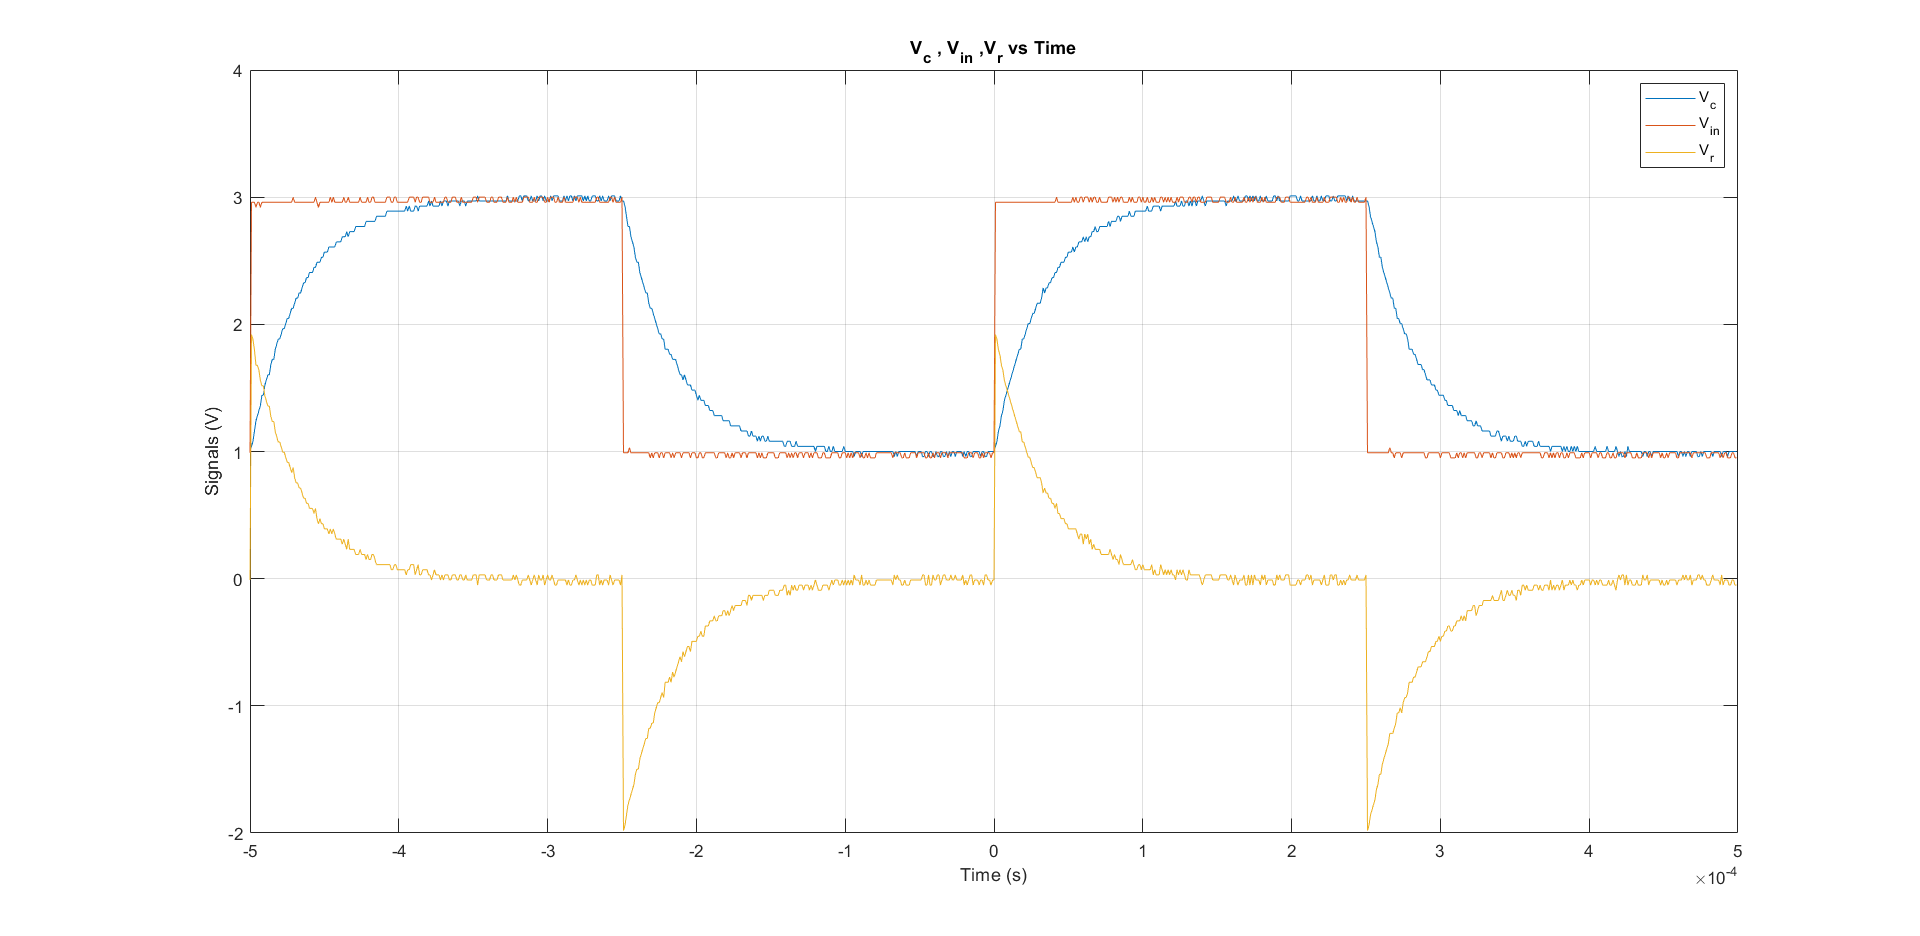 V_c , V_in ,V_r vs Time
4
3
2
1
0
-1
-2
Signals (V)
V_c
V_in
V_r
-5 -4 -3 -2 -1 0 1 2 3 4 5
Time (s)
×10^-4